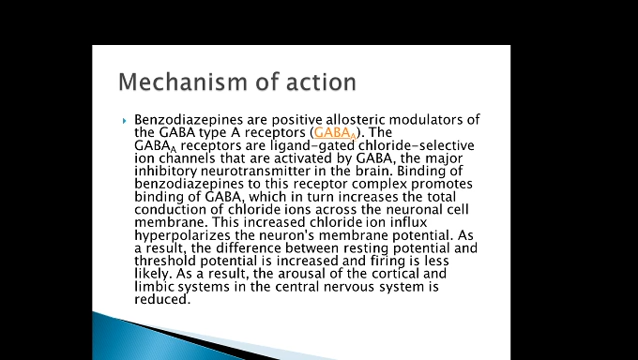 Mechanism of action
Benzodiazepines are positive allosteric modulators of
the GABA type A receptors (GABAA). The
GABAA receptors are ligand-gated chloride-selective
ion channels that are activated by GABA, the major
inhibitory neurotransmitter in the brain. Binding of
benzodiazepines to this receptor complex promotes
binding of GABA, which in turn increases the total
conduction of chloride ions across the neuronal cell
membrane. This increased chloride ion influx
hyperpolarizes the neuron's membrane potential. As
a result, the difference between resting potential and
threshold potential is increased and firing is less
likely. As a result, the arousal of the cortical and
limbic systems in the central nervous system is
reduced.